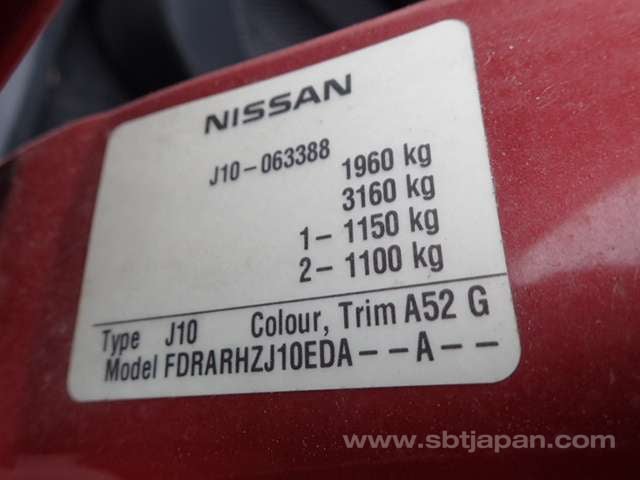 NISSAN
J10-063388
1960 kg
3160 kg
1- 1150 kg
2- 1100 kg
Type J10 Colour, Trim A52 G
Model FDRARHZJ10EDA--A--
www.sbtjapan.com